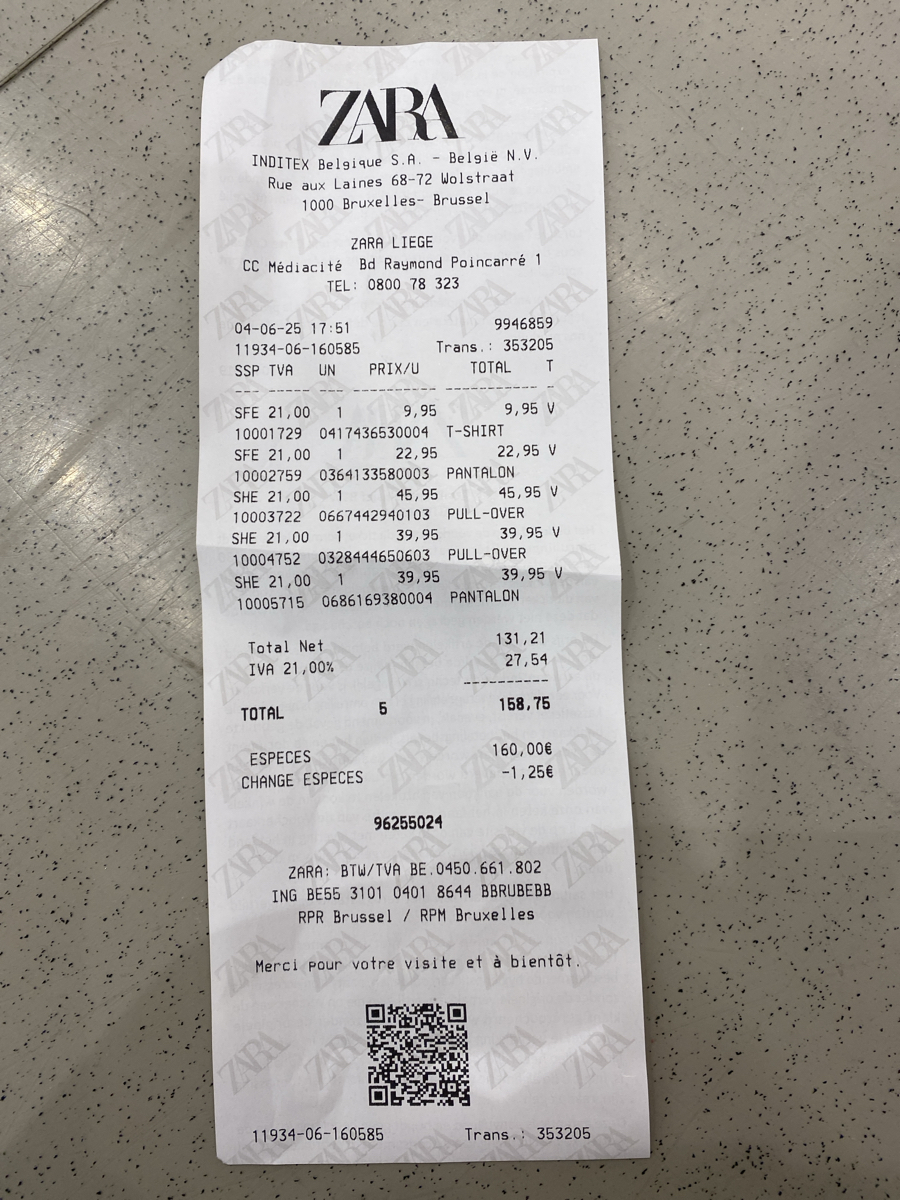 ZARA
INDITEX Belgique S.A. - België N.V.
Rue aux Laines 68-72 Wolstraat
1000 Bruxelles- Brussel
ZARA LIEGE
CC Médiacité Bd Raymond Poincarré 1
TEL: 0800 78 323
04-06-25 17:51 9946859
11934-06-160585 Trans.: 353205
SSP TVA UN PRIX/U TOTAL T
SFE 21,00 1 9,95 9,95 V
10001729 0417436530004 T-SHIRT
SFE 21,00 1 22,95 22,95 V
10002759 0364133580003 PANTALON
SHE 21,00 1 45,95 45,95 V
10003722 0667442940103 PULL-OVER
SHE 21,00 1 39,95 39,95 V
10004752 0328444650603 PULL-OVER
SHE 21,00 1 39,95 39,95 V
10005715 0686169380004 PANTALON
Total Net 131,21
IVA 21,00% 27,54
TOTAL 5 158,75
ESPECES 160,00€
CHANGE ESPECES -1,25€
96255024
ZARA: BTW/TVA BE.0450.661.802
ING BE55 3101 0401 8644 BBRUBEBB
RPR Brussel / RPM Bruxelles
Merci pour votre visite et à bientôt.
11934-06-160585 Trans.: 353205